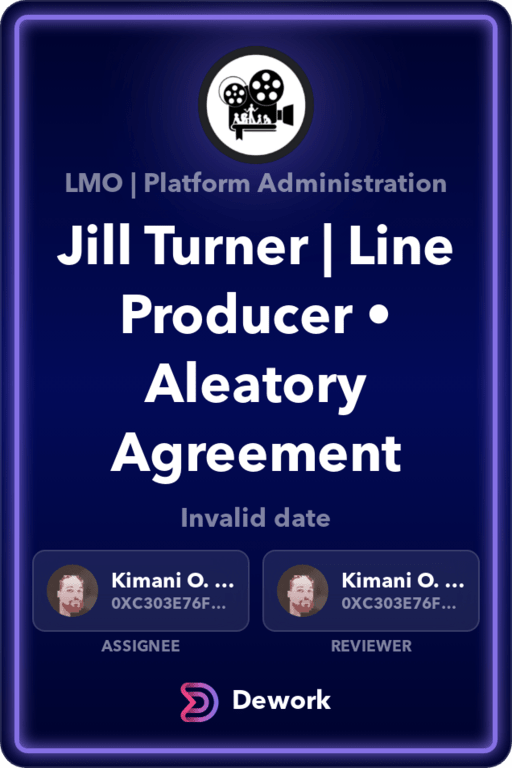 LMO | Platform Administration
Jill Turner | Line
Producer •
Aleatory
Agreement
Invalid date
Kimani O. ...
0XC303E76F...
ASSIGNEE
Kimani O. ...
0XC303E76F...
REVIEWER
Dework